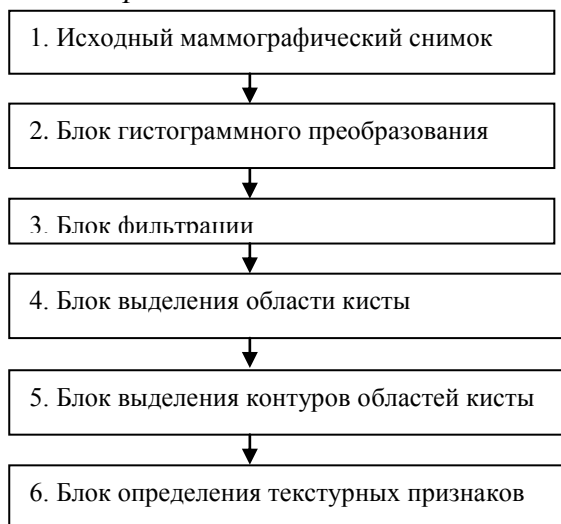 1. Исходный маммографический снимок
2. Блок гистограммного преобразования
3. Блок фильтрации
4. Блок выделения области кисты
5. Блок выделения контуров областей кисты
6. Блок определения текстурных признаков